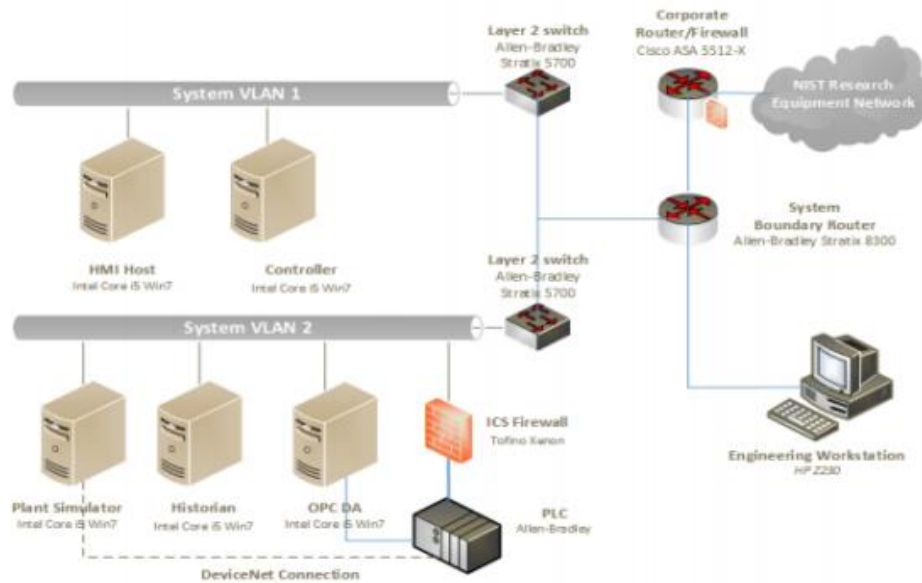 Layer 2 switch
Allen-Bradley
Stratix 5700
Corporate
Router/Firewall
Cisco ASA 5512-X
NIST Research
Equipment Network
System VLAN 1
System
Boundary Router
Allen-Bradley Stratix 8300
HMI Host
Intel Core i5 Win7
Controller
Intel Core i5 Win7
Layer 2 switch
Allen-Bradley
Stratix 5700
System VLAN 2
ICS Firewall
Tofino Xenon
Engineering Workstation
HP Z230
Plant Simulator
Intel Core i5 Win7
Historian
Intel Core i5 Win7
OPC DA
Intel Core i5 Win7
PLC
Allen-Bradley
DeviceNet Connection